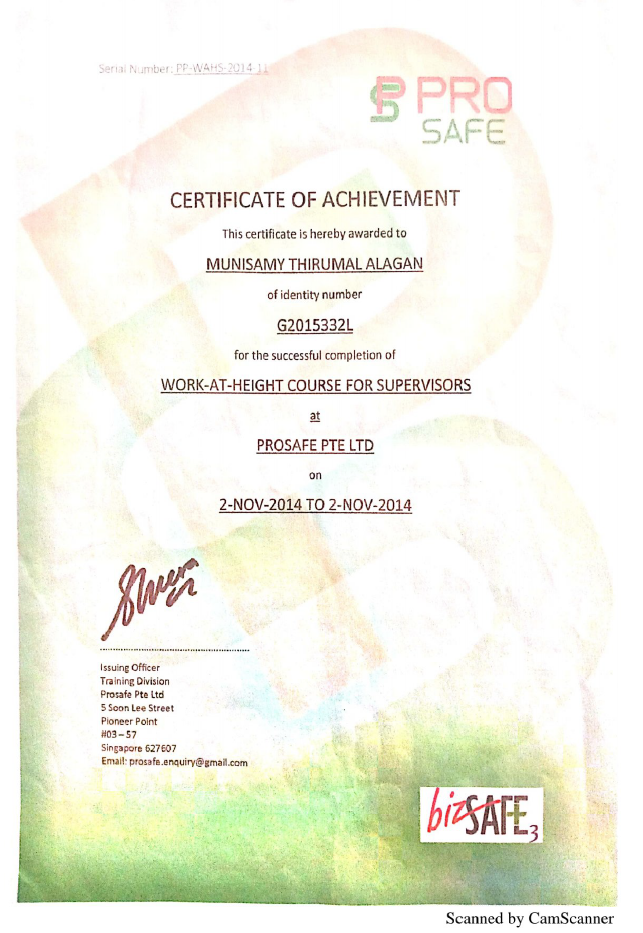 Serial Number: PP-WAHS-2014-11
PRO
SAFE
CERTIFICATE OF ACHIEVEMENT
This certificate is hereby awarded to
MUNISAMY THIRUMAL ALAGAN
of identity number
G2015332L
for the successful completion of
WORK-AT-HEIGHT COURSE FOR SUPERVISORS
at
PROSAFE PTE LTD
on
2-NOV-2014 TO 2-NOV-2014
Issuing Officer
Training Division
Prosafe Pte Ltd
5 Soon Lee Street
Pioneer Point
#03 – 57
Singapore 627607
Email: prosafe.enquiry@gmail.com
bizSAFE 3
Scanned by CamScanner